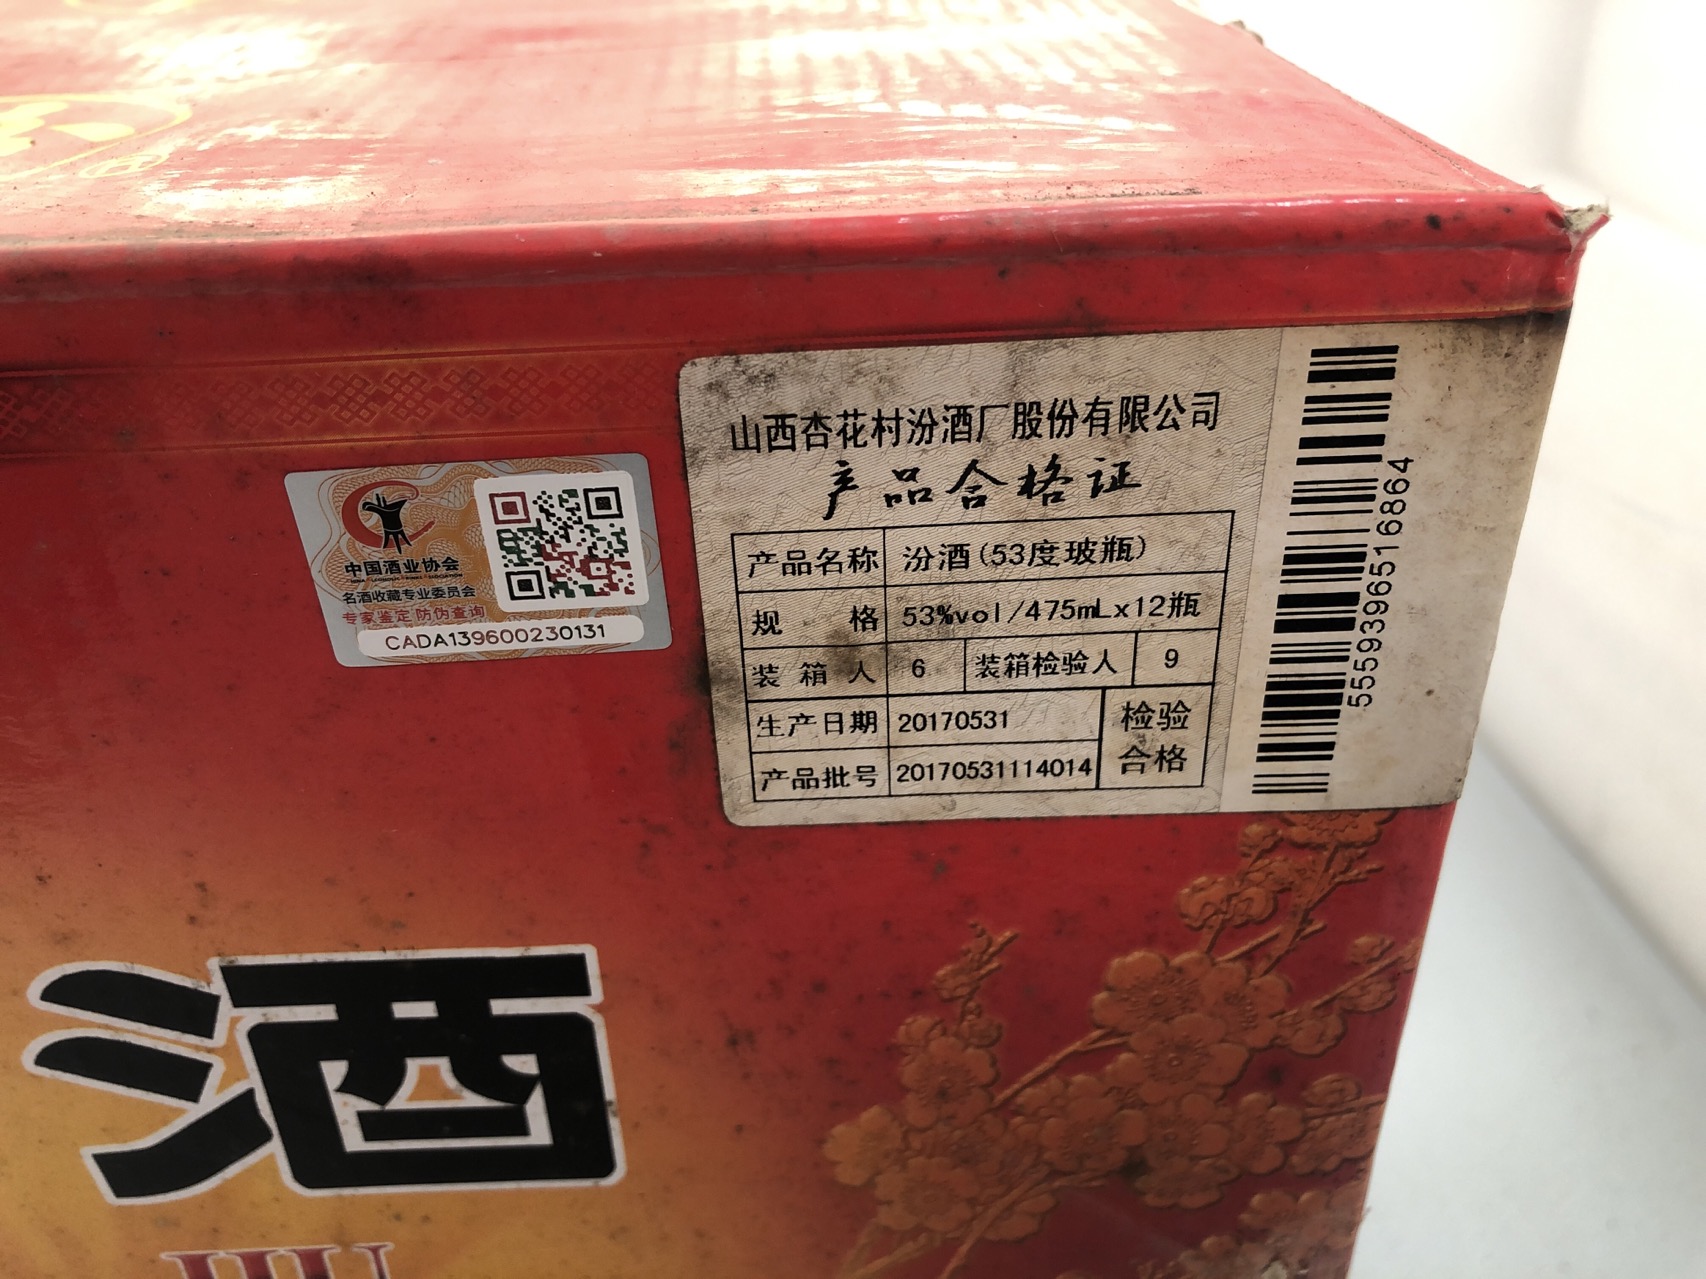 中国酒业协会
名酒收藏专业委员会
专家鉴定 防伪查询
CADA139600230131
山西杏花村汾酒厂股份有限公司
产品合格证
产品名称 汾酒(53度玻瓶)
规 格 53%vol/475mLx12瓶
装箱人 6 装箱检验人 9
生产日期 20170531
产品批号 20170531114014
检验
合格
5559396516864
酒
JIU